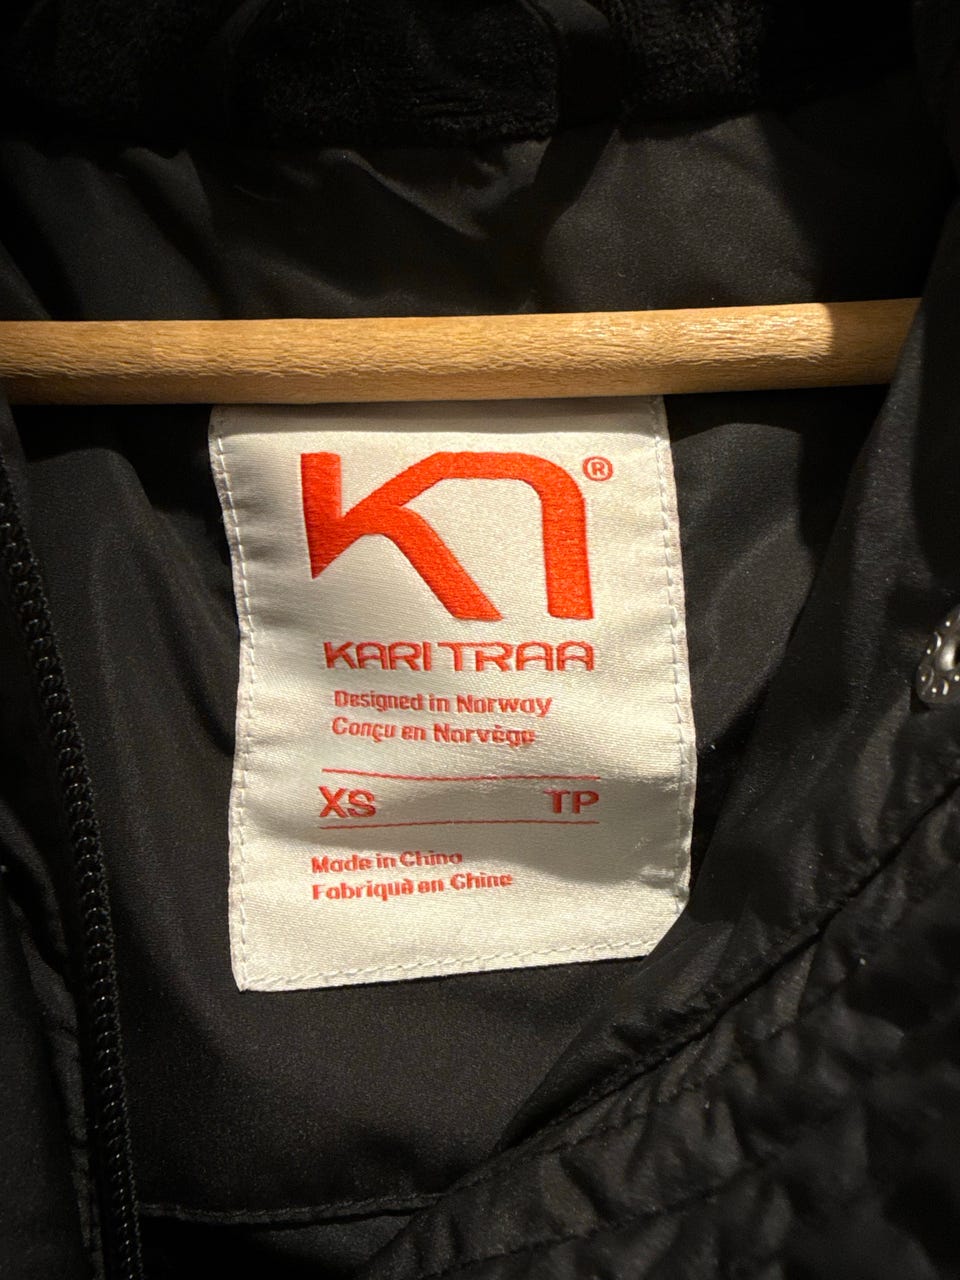 ®
KARI TRAA
Designed in Norway
Conçu en Norvège
XS TP
Made in China
Fabriqué en Chine